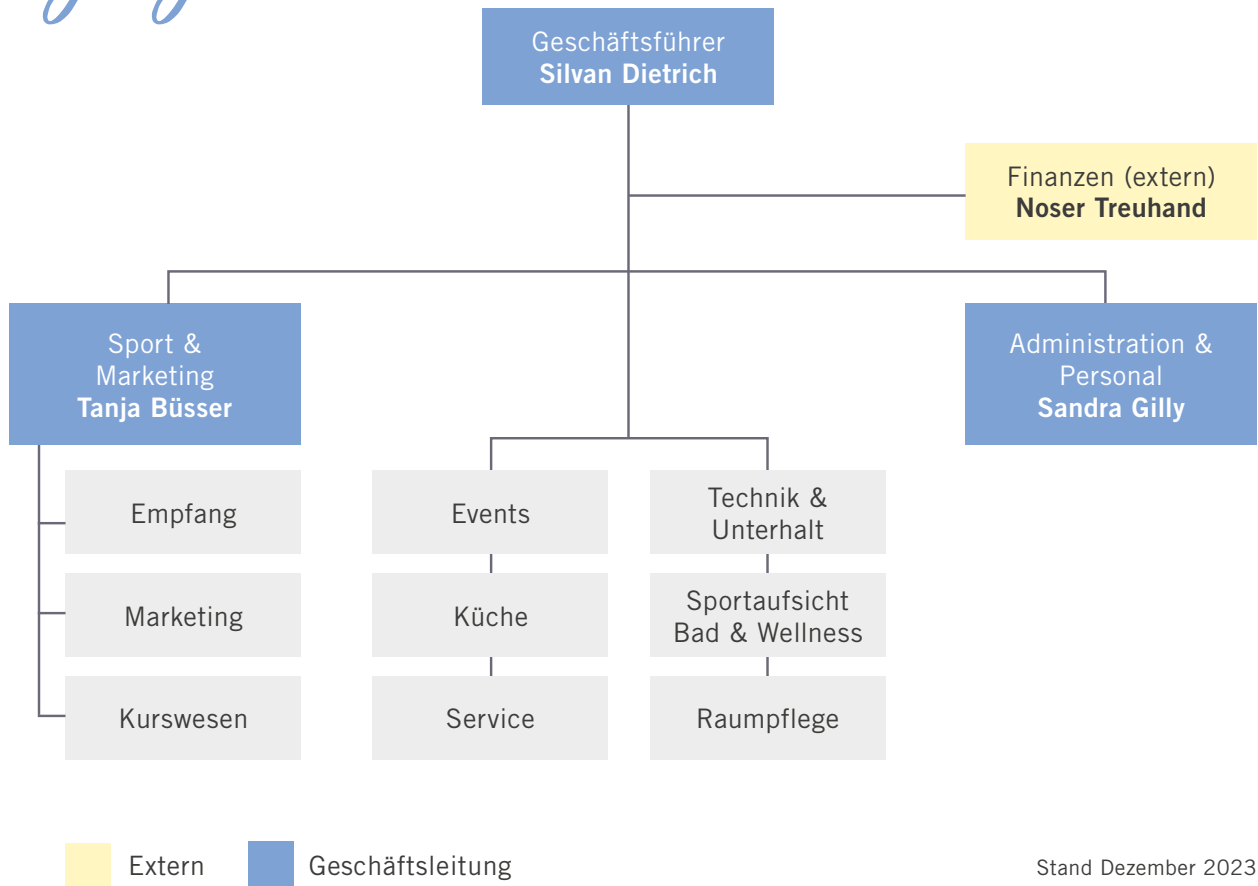 Geschäftsführer
Silvan Dietrich
Finanzen (extern)
Noser Treuhand
Sport &
Marketing
Tanja Büsser
Administration &
Personal
Sandra Gilly
Empfang
Marketing
Kurswesen
Events
Küche
Service
Technik &
Unterhalt
Sportaufsicht
Bad & Wellness
Raumpflege
Extern
Geschäftsleitung
Stand Dezember 2023